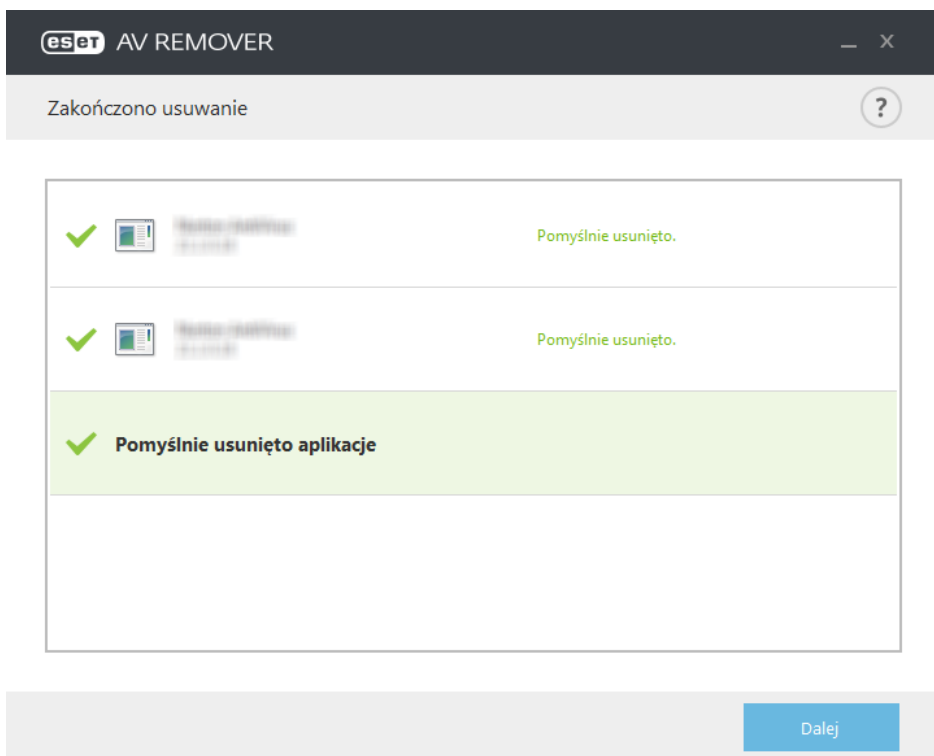 eset AV REMOVER
Zakończono usuwanie
?
Pomyślnie usunięto.
Pomyślnie usunięto.
Pomyślnie usunięto aplikacje
Dalej